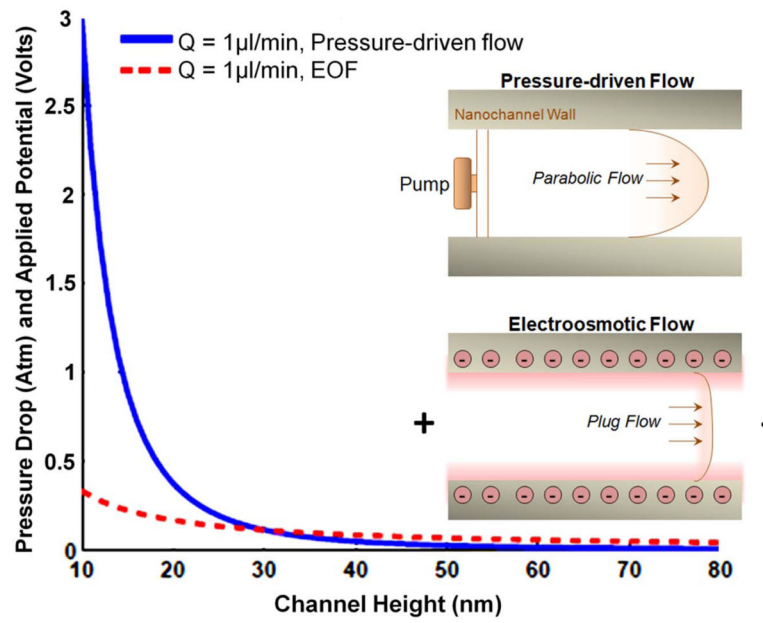 3
2.5
2
1.5
1
0.5
0
10
20
30
40
50
60
70
80
Pressure Drop (Atm) and Applied Potential (Volts)
Channel Height (nm)
Q = 1µl/min, Pressure-driven flow
Q = 1µl/min, EOF
Pressure-driven Flow
Nanochannel Wall
Pump
Parabolic Flow
Electroosmotic Flow
- - - - - - - - -
+
Plug Flow
- - - - - - - - -